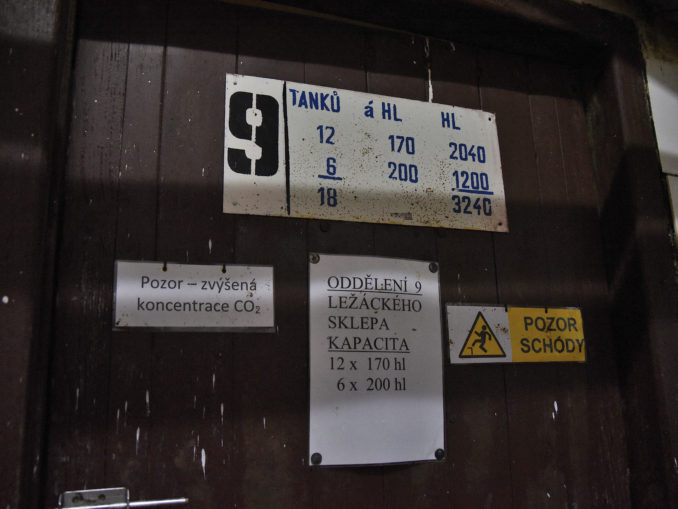 9
TANKŮ á HL HL
12 170 2040
6 200 1200
18 3240
Pozor – zvýšená
koncentrace CO₂
ODDĚLENÍ 9
LEŽÁCKÉHO
SKLEPA
KAPACITA
12 x 170 hl
6 x 200 hl
POZOR
SCHODY